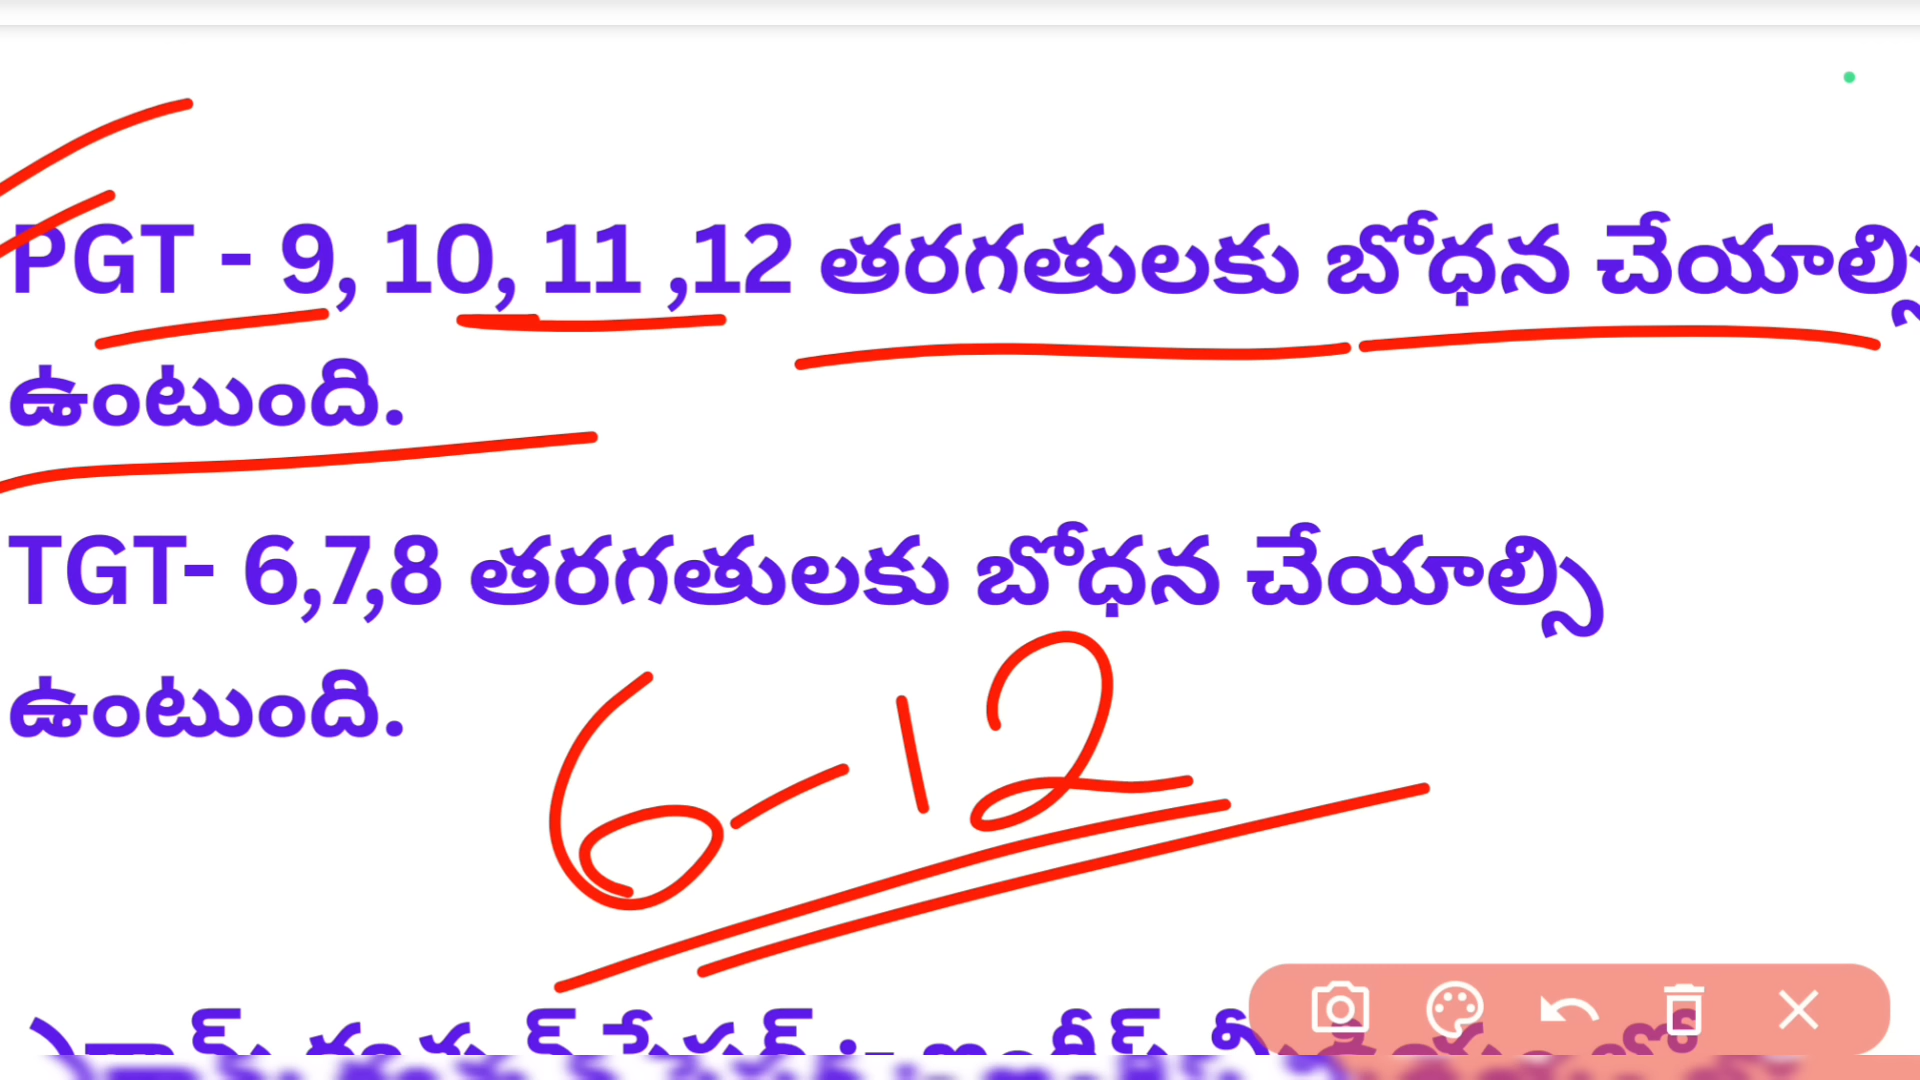 PGT - 9, 10, 11 ,12 తరగతులకు బోధన చేయాల్సి
ఉంటుంది.
TGT- 6,7,8 తరగతులకు బోధన చేయాల్సి
ఉంటుంది.
6-12